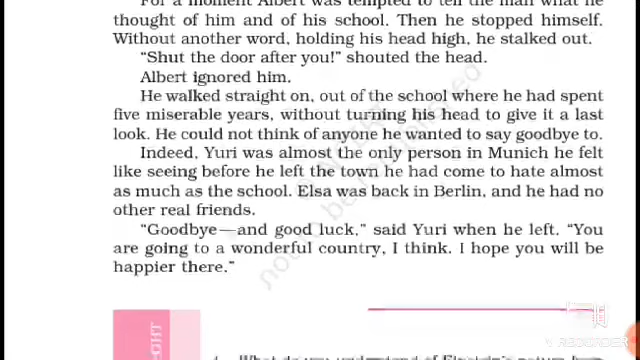 For a moment Albert was tempted to tell the man what he
thought of him and of his school. Then he stopped himself.
Without another word, holding his head high, he stalked out.
“Shut the door after you!” shouted the head.
Albert ignored him.
He walked straight on, out of the school where he had spent
five miserable years, without turning his head to give it a last
look. He could not think of anyone he wanted to say goodbye to.
Indeed, Yuri was almost the only person in Munich he felt
like seeing before he left the town he had come to hate almost
as much as the school. Elsa was back in Berlin, and he had no
other real friends.
“Goodbye—and good luck,” said Yuri when he left. “You
are going to a wonderful country, I think. I hope you will be
happier there.”